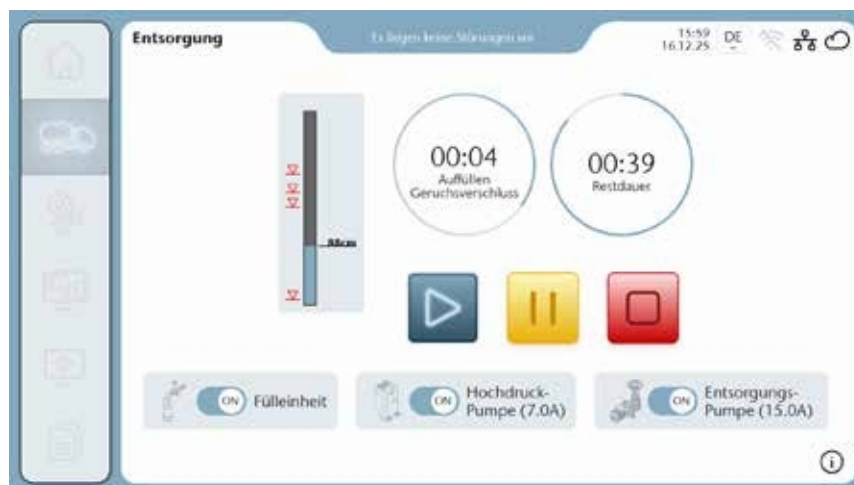 Entsorgung
Es liegen keine Störungen vor
15:59
16.12.25
DE
00:04
Auffüllen
Geruchsverschluss
00:39
Restdauer
88cm
ON
Fülleinheit
ON
Hochdruck-
Pumpe (7.0A)
ON
Entsorgungs-
Pumpe (15.0A)